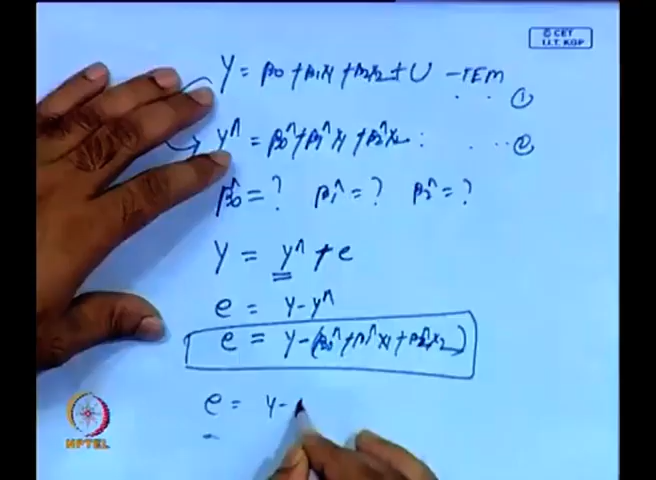 © CET
I.I.T. KGP
Y = β0 + β1x1 + β2x2 + U - TEM
.. ①
y^ = β0^ + β1^ x1 + β2^ x2 : ... ②
β0^ = ? β1^ = ? β2^ = ?
Y = y^ + e
e = Y - y^
e = Y - (β0^ + β1^ x1 + β2^ x2)
e = Y -
NPTEL